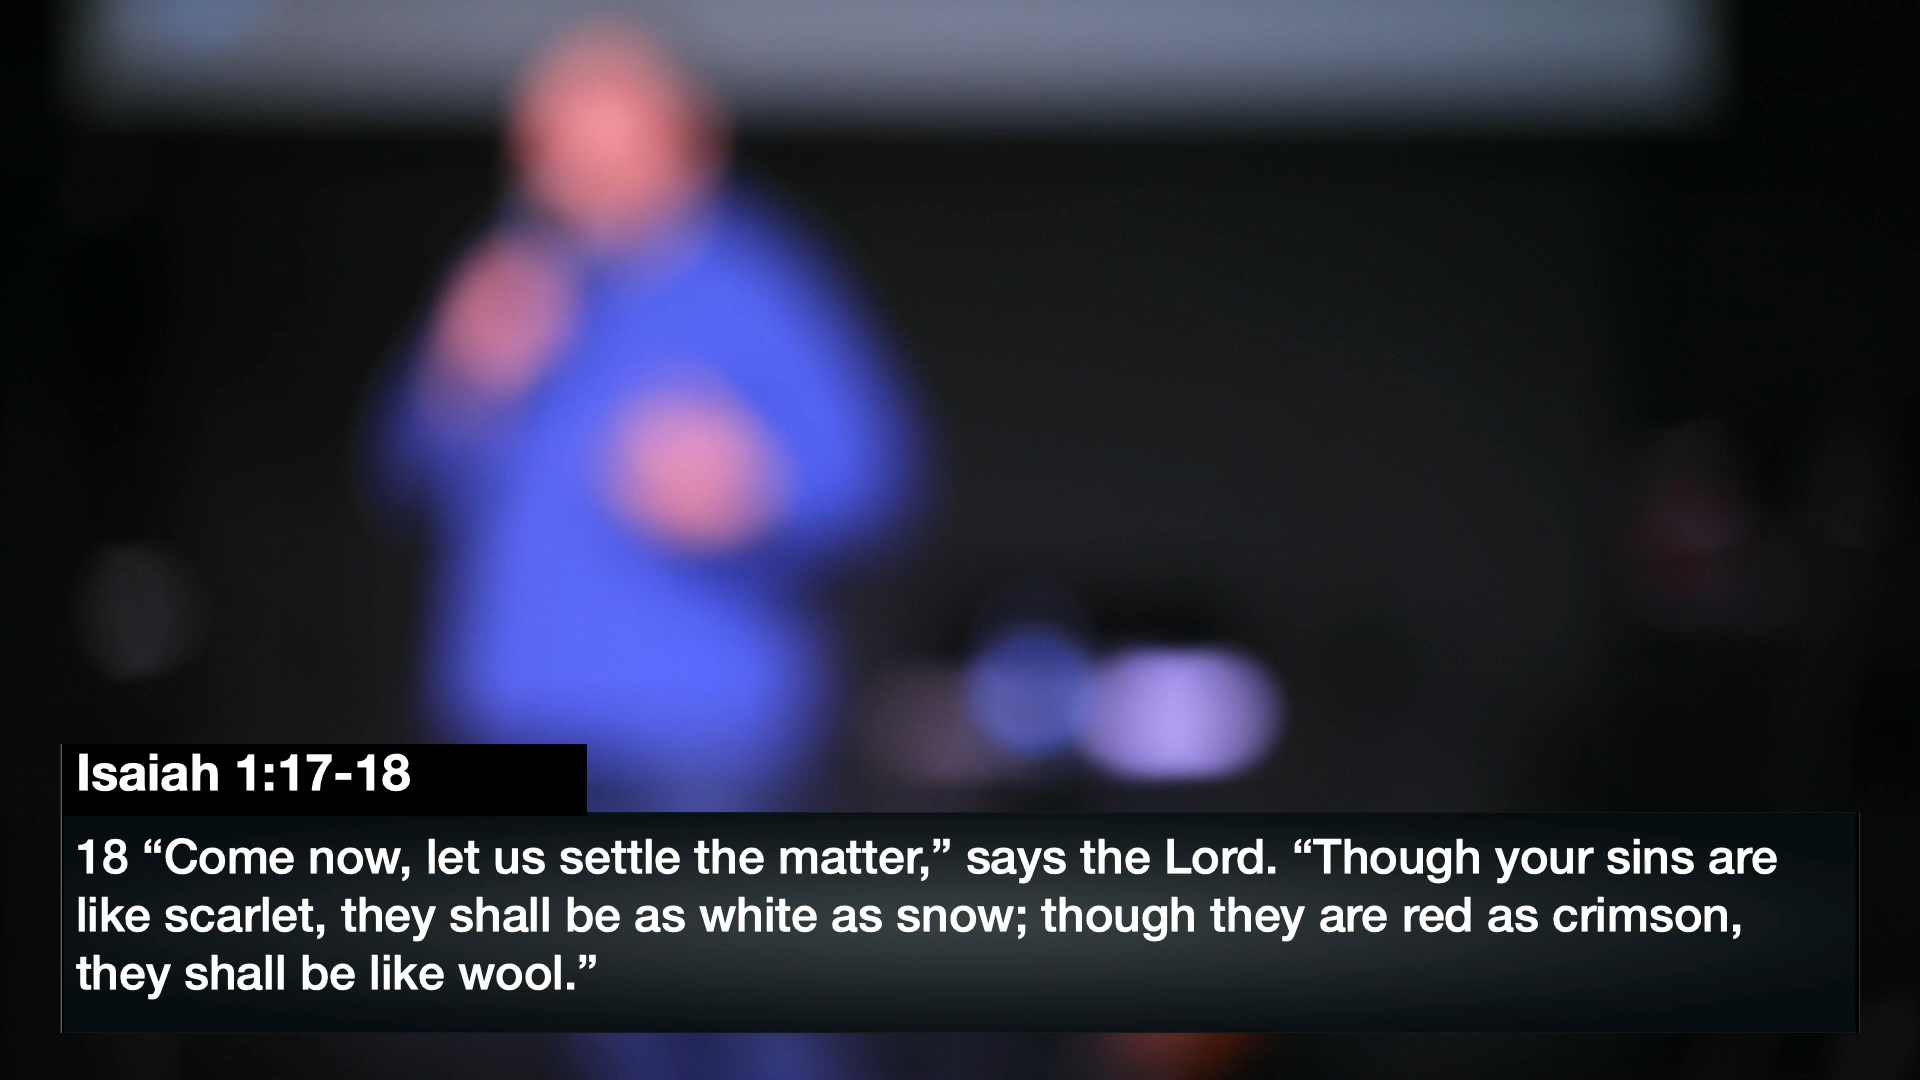 Isaiah 1:17-18
18 “Come now, let us settle the matter,” says the Lord. “Though your sins are
like scarlet, they shall be as white as snow; though they are red as crimson,
they shall be like wool.”